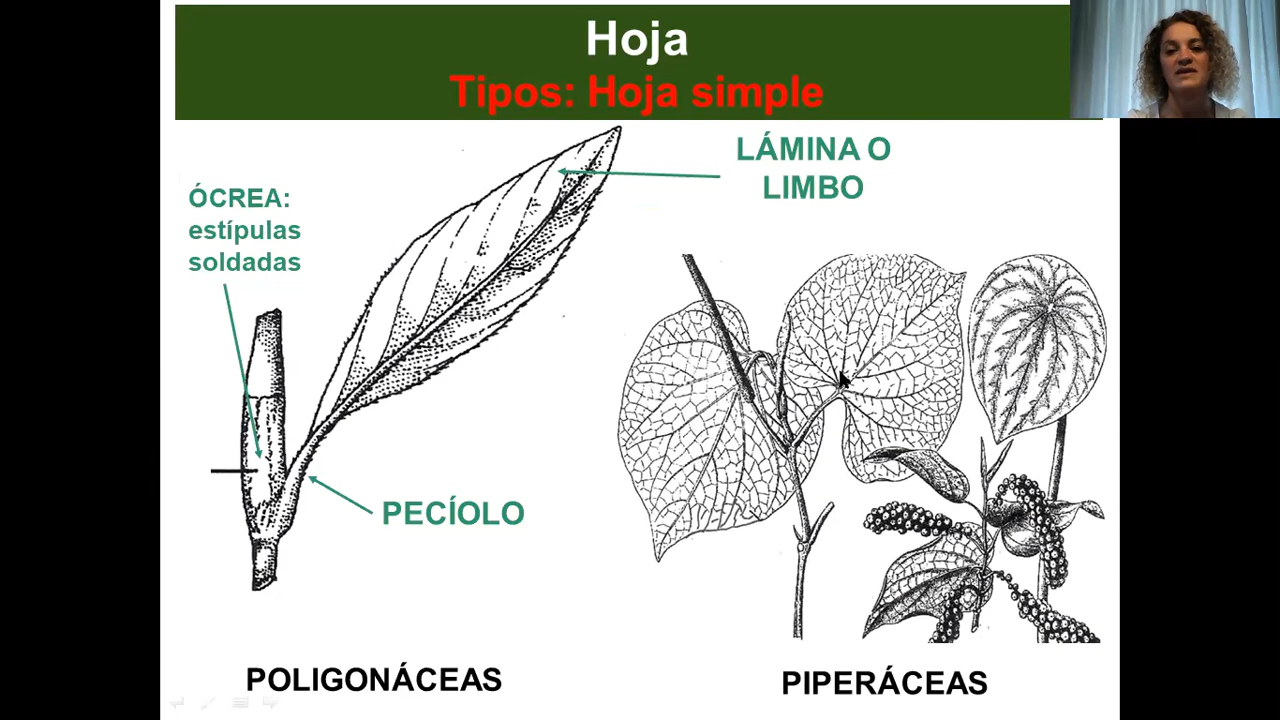 Hoja
Tipos: Hoja simple
LÁMINA O
LIMBO
ÓCREA:
estípulas
soldadas
PECÍOLO
POLIGONÁCEAS
PIPERÁCEAS